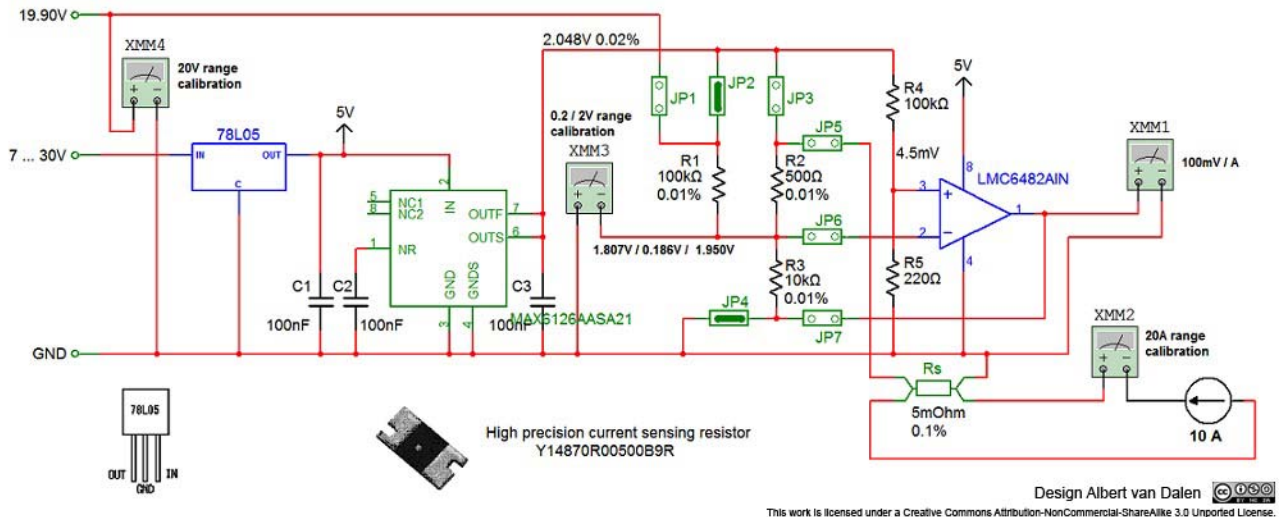 19.90V
XMM4
20V range
calibration
2.048V 0.02%
JP1
JP2
JP3
R4
100kΩ
5V
7 ... 30V
78L05
IN
OUT
C
5V
0.2 / 2V range
calibration
XMM3
JP5
4.5mV
XMM1
100mV / A
R1
100kΩ
0.01%
R2
500Ω
0.01%
LMC6482AIN
8
3
1
2
4
5
NC1
8
NC2
2
IN
OUTF
7
OUTS
6
1
NR
GND
GNDS
3
4
MAX6126AASA21
1.807V / 0.186V / 1.950V
JP6
R3
10kΩ
0.01%
R5
220Ω
C1
100nF
C2
100nF
C3
100nF
JP4
JP7
XMM2
20A range
calibration
GND
Rs
5mOhm
0.1%
10 A
78L05
OUT
GND
IN
High precision current sensing resistor
Y14870R00500B9R
Design Albert van Dalen
cc
BY NC SA
This work is licensed under a Creative Commons Attribution-NonCommercial-ShareAlike 3.0 Unported License.